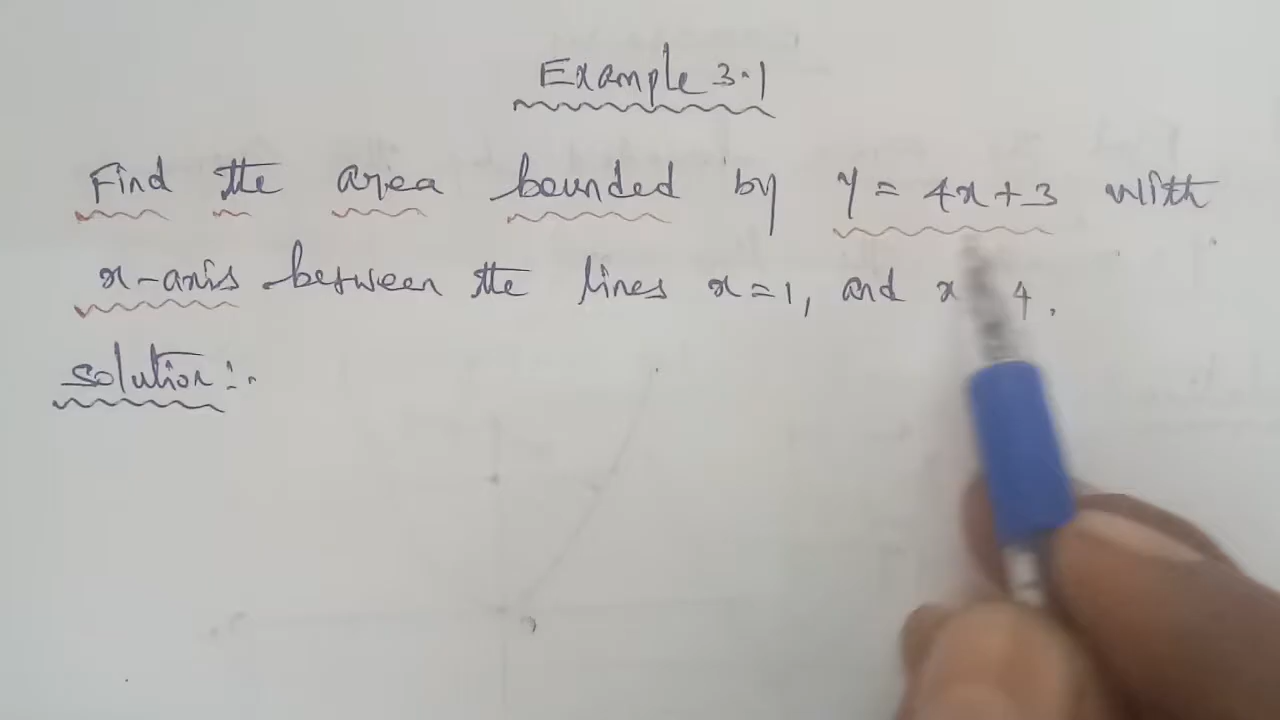 Example 3.1
Find the area bounded by y = 4x + 3 with
x-axis between the lines x = 1, and x 4.
Solution:-